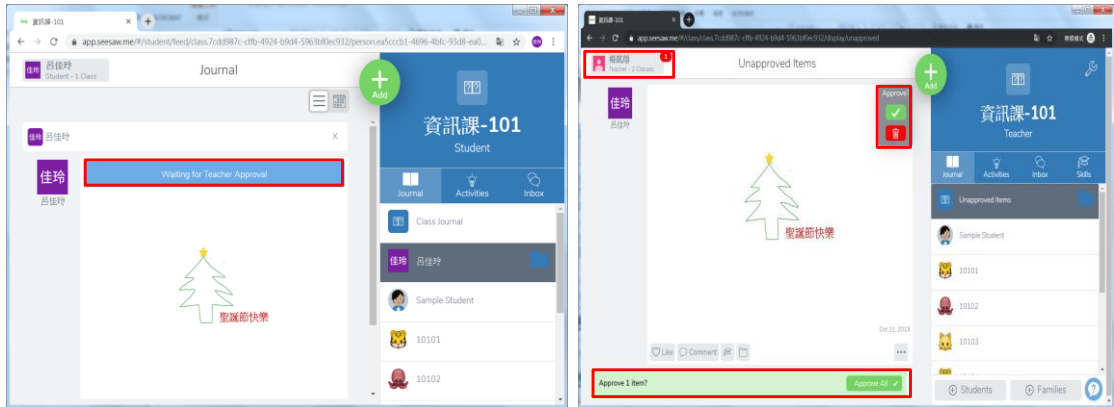 資訊課-101
app.seesaw.me/#/student/feed/class.7cdd987c-cffb-4924-b9d4-5963bf0ec932/person.ea5cccb1-4696-4bfc-93d8-ea0...
佳玲
呂佳玲
Student - 1 Class
Journal
Add
佳玲 呂佳玲 X
佳玲
呂佳玲
Waiting for Teacher Approval
聖誕節快樂
資訊課-101
Student
Journal Activities Inbox
Class Journal
佳玲 呂佳玲
Sample Student
10101
10102
資訊課-101
app.seesaw.me/#/class/class.7cdd987c-cffb-4924-b9d4-5963bf0ec932/display/unapproved
Teacher - 2 Classes
1
Unapproved Items
Add
佳玲
呂佳玲
Approve
聖誕節快樂
Oct 21, 2019
Like Comment
Approve 1 item?
Approve All
資訊課-101
Teacher
Journal Activities Inbox Skills
Unapproved Items
Sample Student
10101
10102
10103
Students Families ?